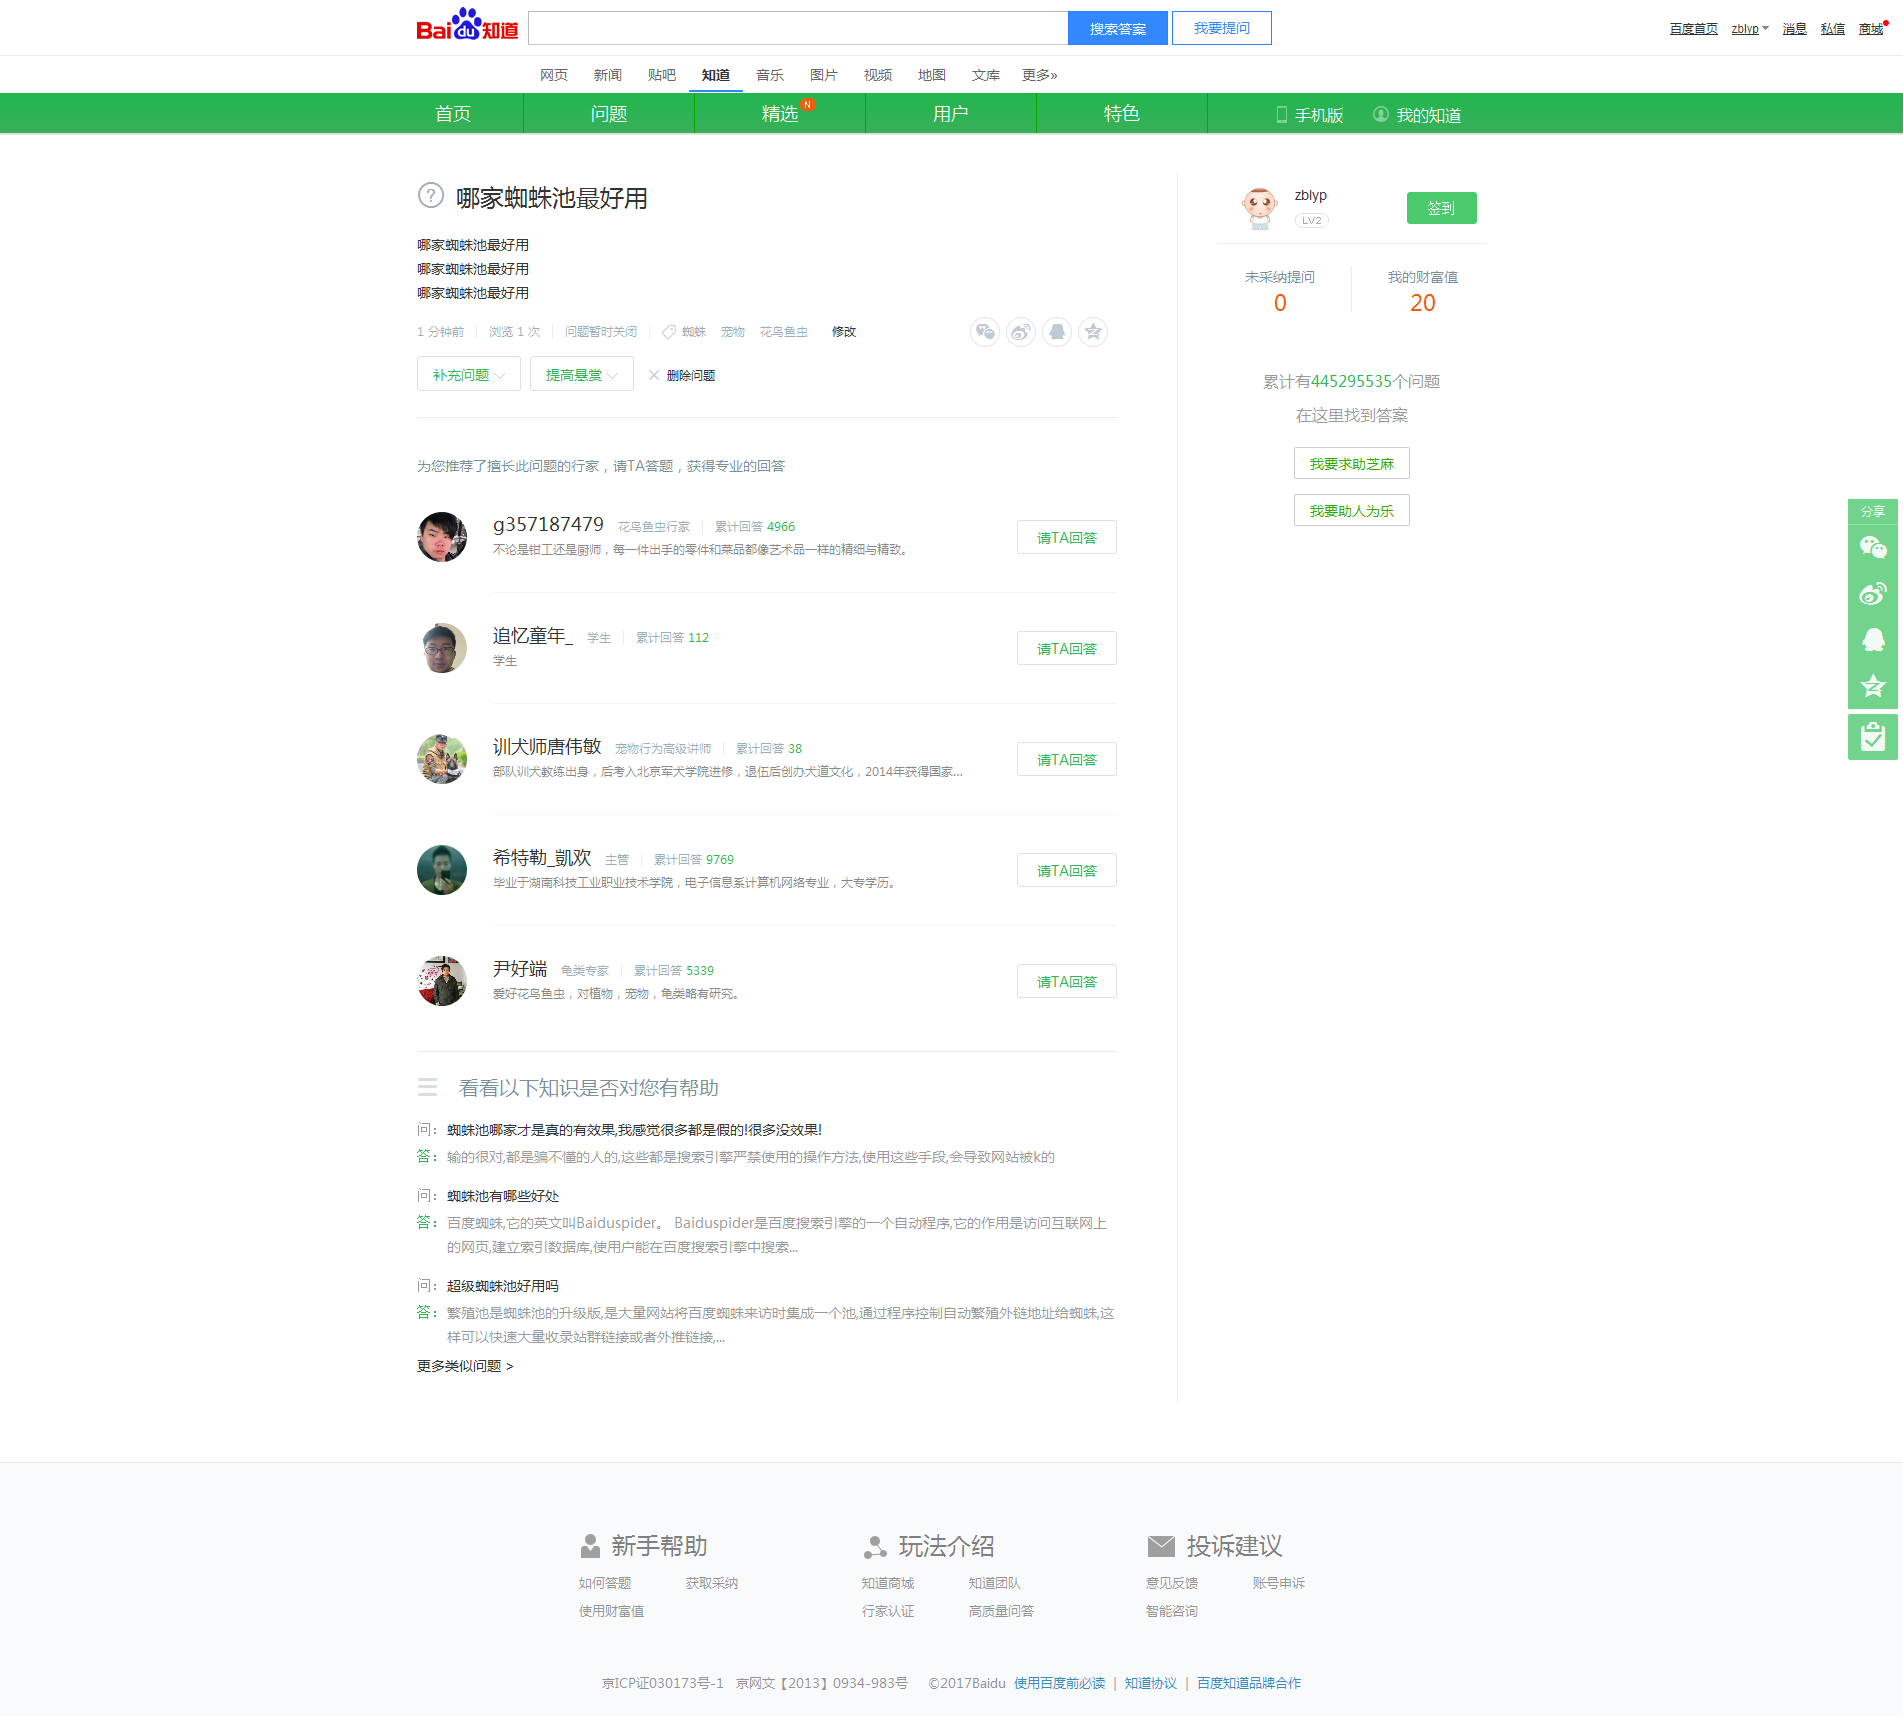 Bai du 知道
搜索答案
我要提问
百度首页 zblyp 消息 私信 商城
网页 新闻 贴吧 知道 音乐 图片 视频 地图 文库 更多»
首页 问题 精选 N 用户 特色 手机版 我的知道
? 哪家蜘蛛池最好用
哪家蜘蛛池最好用
哪家蜘蛛池最好用
哪家蜘蛛池最好用
1 分钟前 浏览 1 次 问题暂时关闭 蜘蛛 宠物 花鸟鱼虫 修改
补充问题 提高悬赏 删除问题
为您推荐了擅长此问题的行家，请TA答题，获得专业的回答
g357187479 花鸟鱼虫行家 累计回答 4966
不论是钳工还是厨师，每一件出手的零件和菜品都像艺术品一样的精细与精致。
请TA回答
追忆童年_ 学生 累计回答 112
学生
请TA回答
训犬师唐伟敏 宠物行为高级讲师 累计回答 38
部队训犬教练出身，后考入北京军犬学院进修，退伍后创办犬道文化，2014年获得国家...
请TA回答
希特勒_凱欢 主管 累计回答 9769
毕业于湖南科技工业职业技术学院，电子信息系计算机网络专业，大专学历。
请TA回答
尹好端 龟类专家 累计回答 5339
爱好花鸟鱼虫，对植物，宠物，龟类略有研究。
请TA回答
看看以下知识是否对您有帮助
问： 蜘蛛池哪家才是真的有效果,我感觉很多都是假的!很多没效果!
答： 输的很对,都是骗不懂的人的,这些都是搜索引擎严禁使用的操作方法,使用这些手段,会导致网站被k的
问： 蜘蛛池有哪些好处
答： 百度蜘蛛,它的英文叫Baiduspider。 Baiduspider是百度搜索引擎的一个自动程序,它的作用是访问互联网上
的网页,建立索引数据库,使用户能在百度搜索引擎中搜索...
问： 超级蜘蛛池好用吗
答： 繁殖池是蜘蛛池的升级版,是大量网站将百度蜘蛛来访时集成一个池,通过程序控制自动繁殖外链地址给蜘蛛,这
样可以快速大量收录站群链接或者外推链接,...
更多类似问题 >
zblyp
LV2
签到
未采纳提问 我的财富值
0 20
累计有445295535个问题
在这里找到答案
我要求助芝麻
我要助人为乐
分享
新手帮助 玩法介绍 投诉建议
如何答题 获取采纳 知道商城 知道团队 意见反馈 账号申诉
使用财富值 行家认证 高质量问答 智能咨询
京ICP证030173号-1 京网文【2013】0934-983号 ©2017Baidu 使用百度前必读 | 知道协议 | 百度知道品牌合作